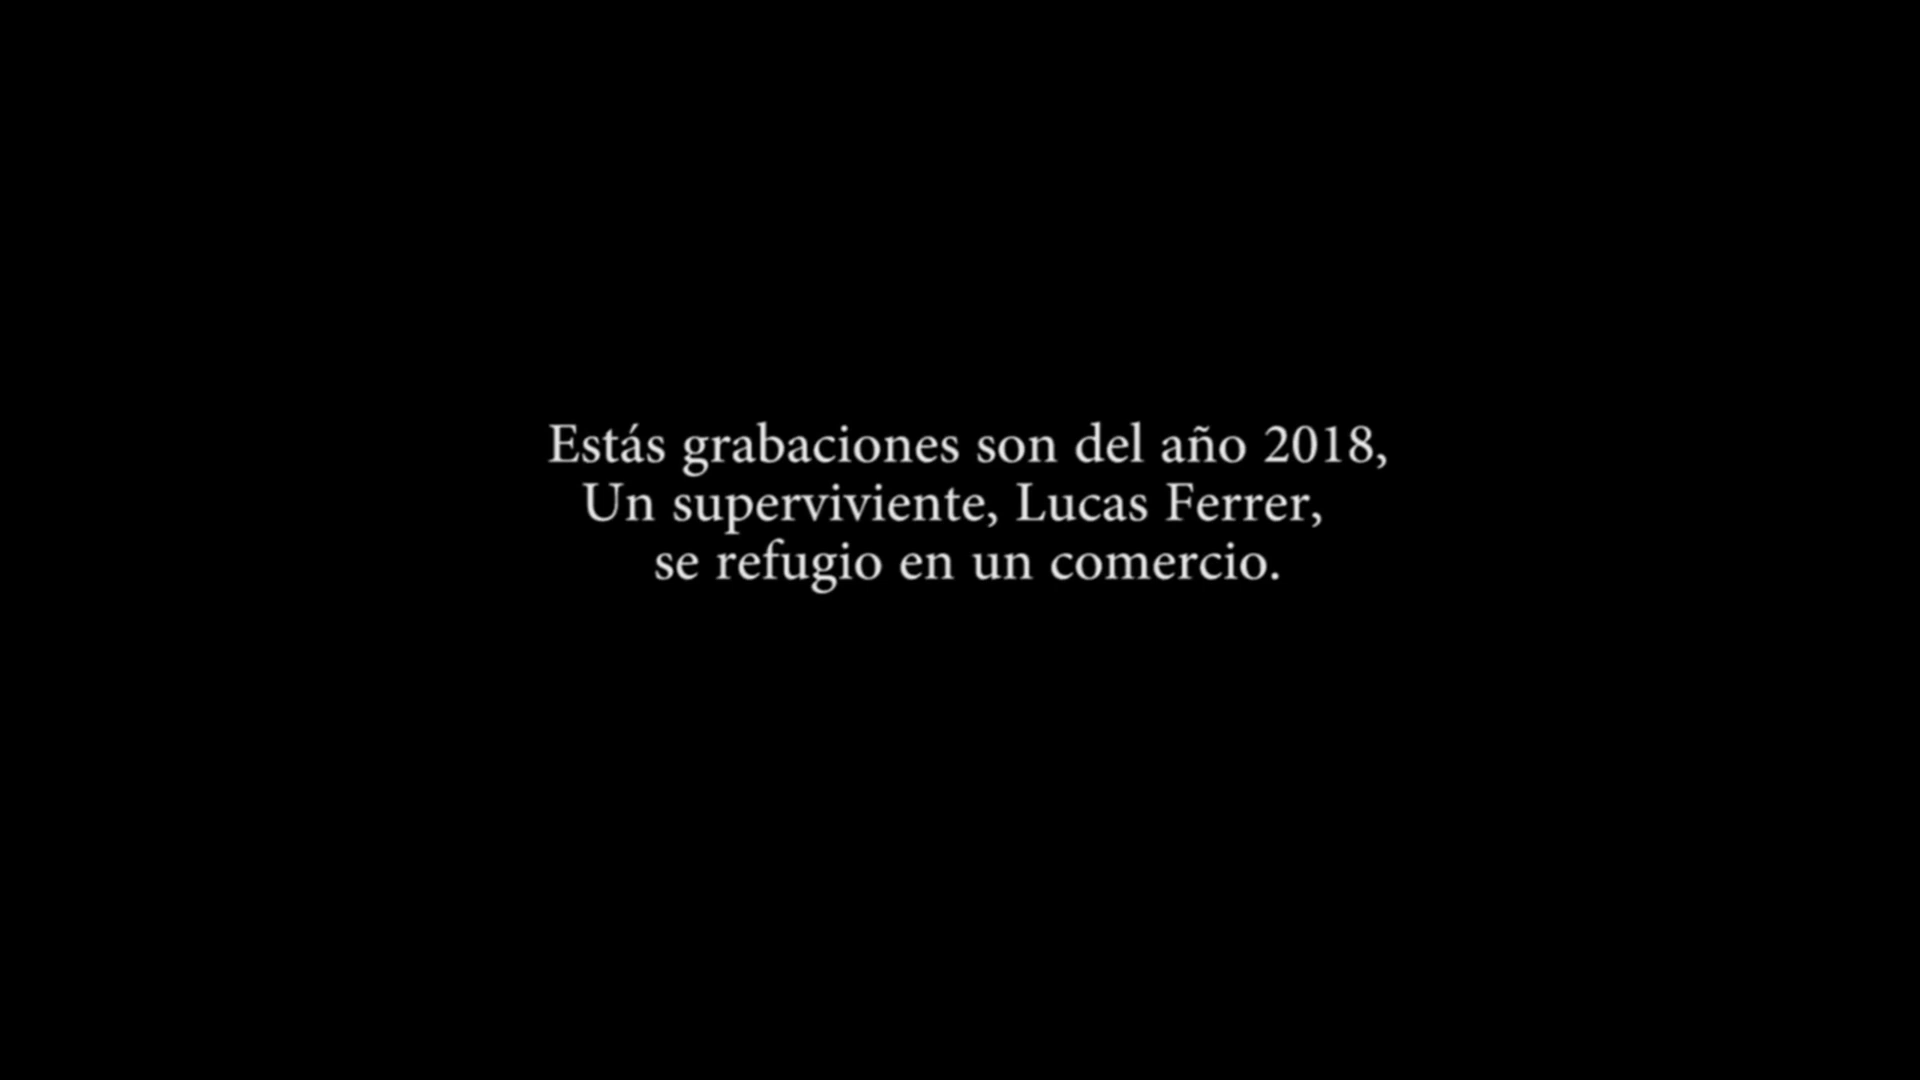 Estás grabaciones son del año 2018,
Un superviviente, Lucas Ferrer,
se refugio en un comercio.